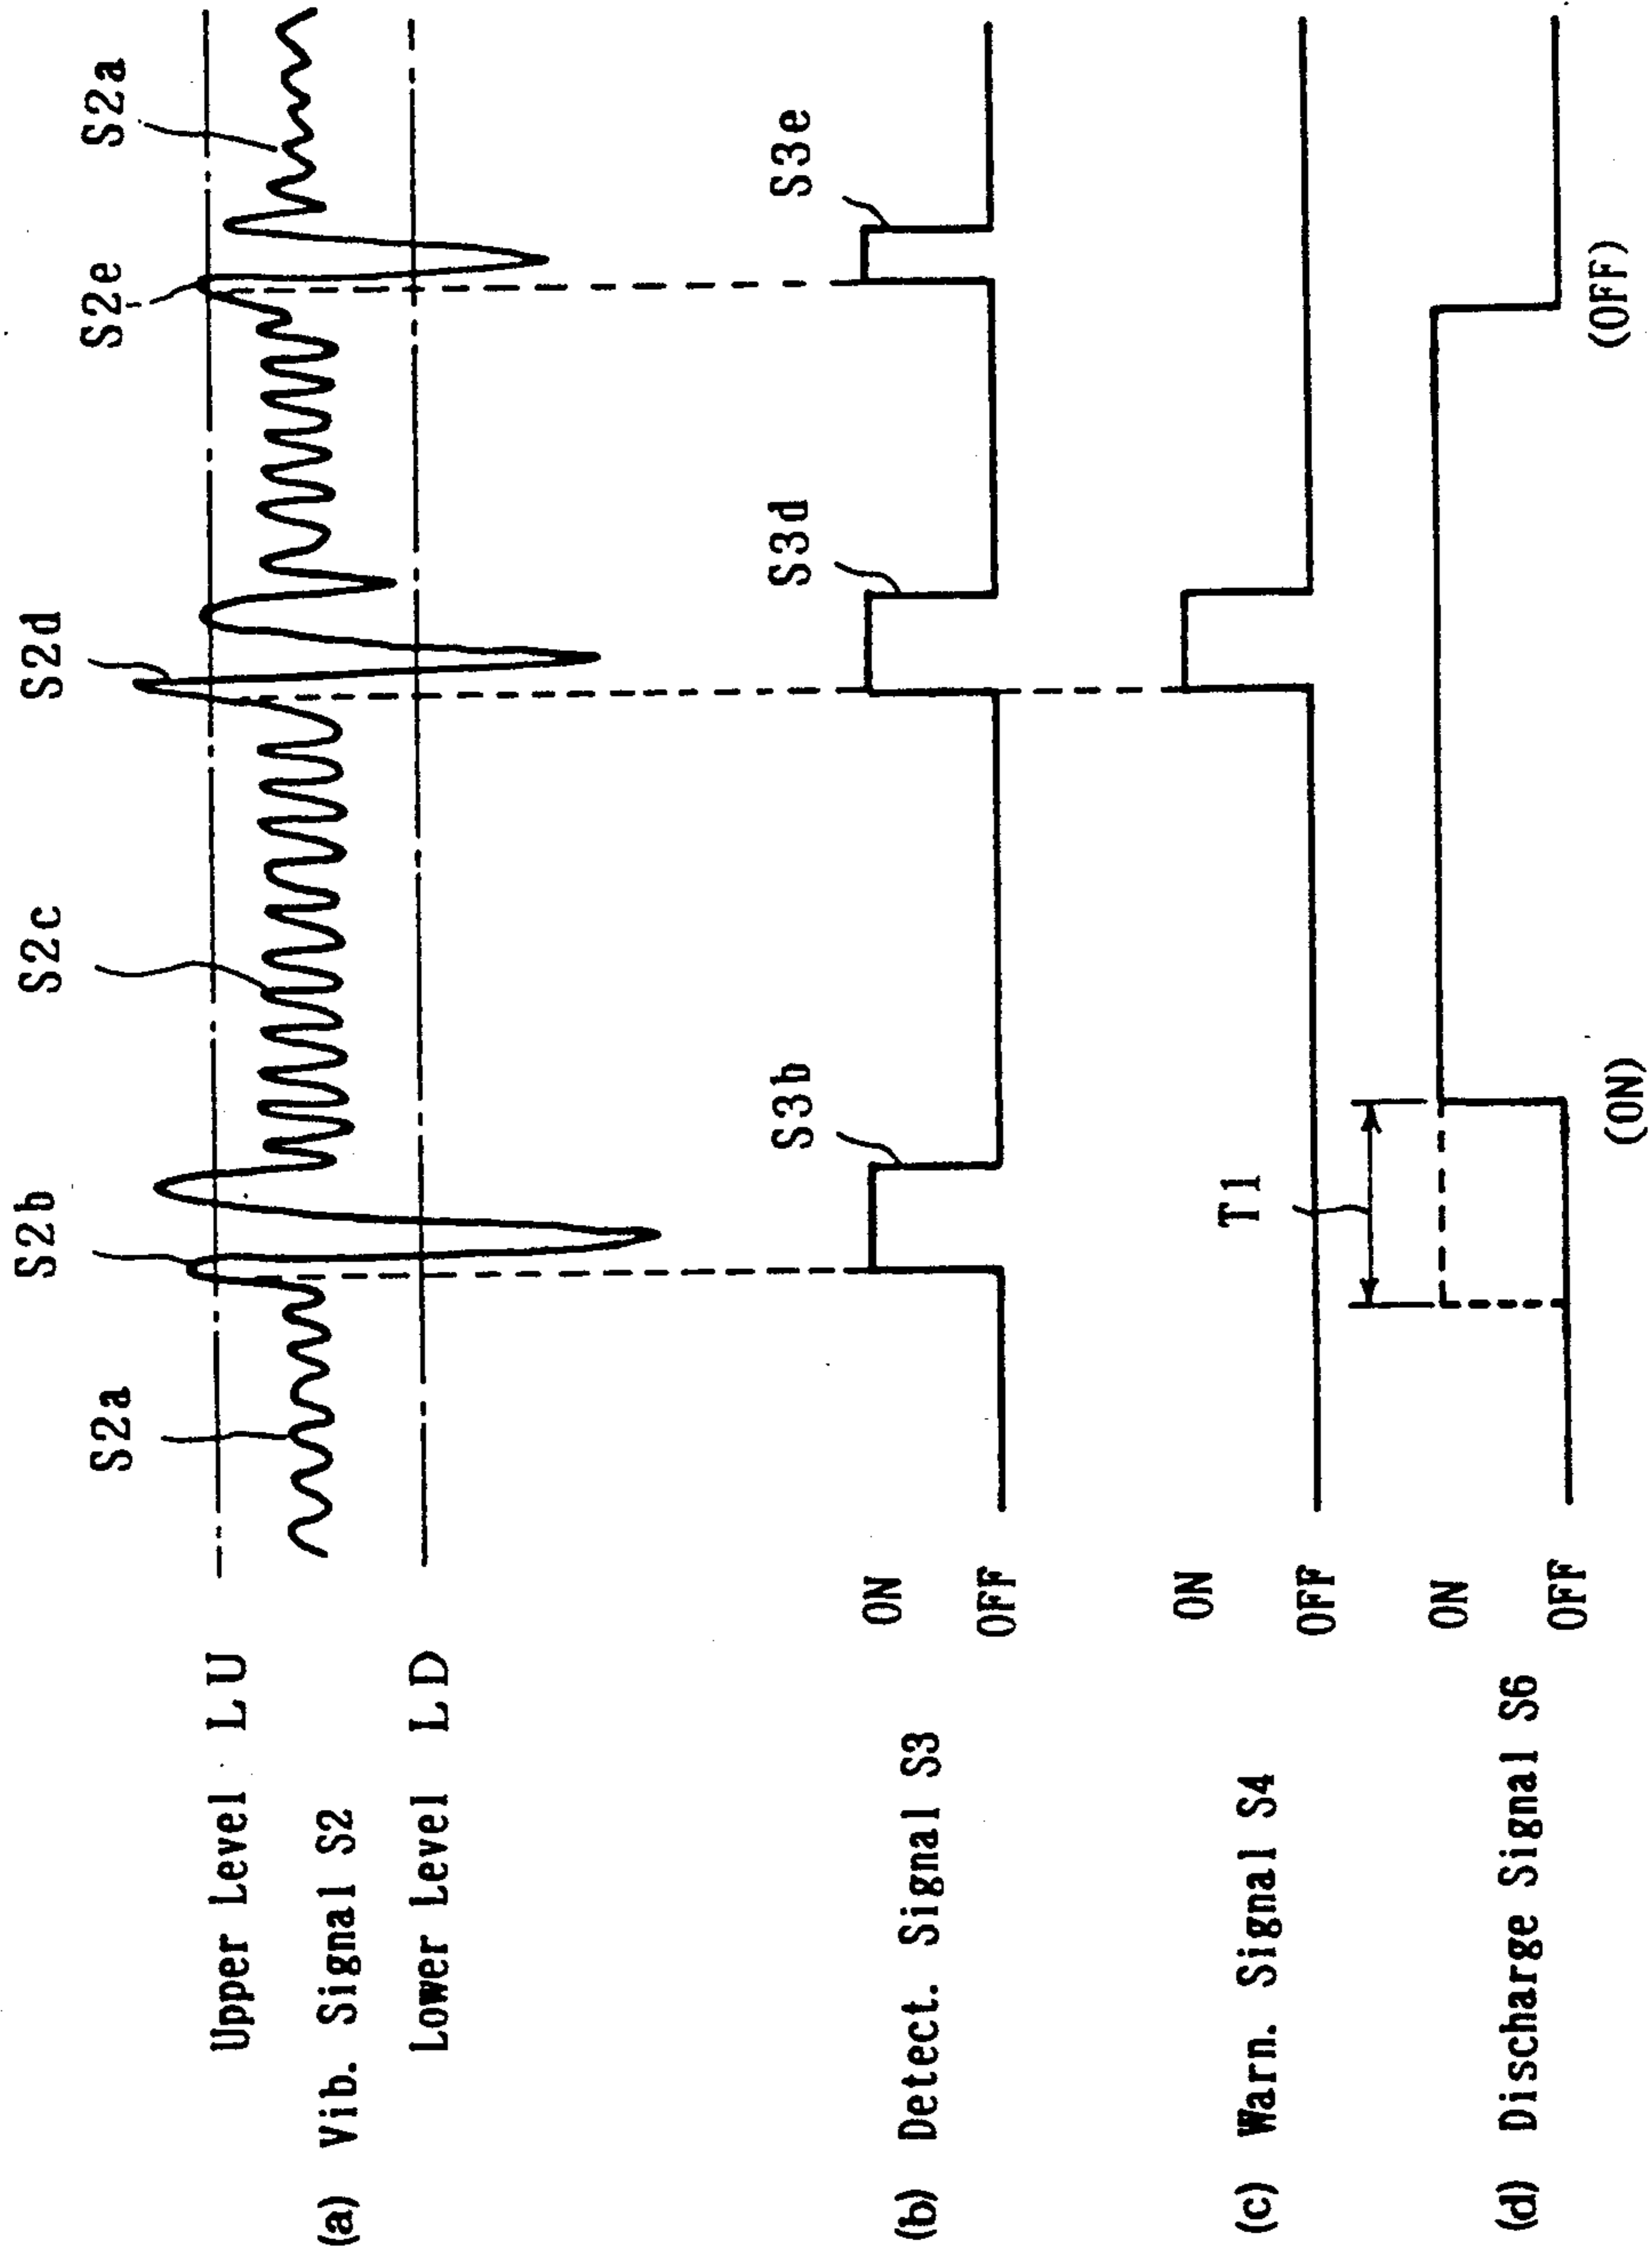 S2a
S2b
S2c
S2d
S2e
S2a
Upper Level LU
(a) Vib. Signal S2
Lower Level LD
S3b
S3d
S3e
ON
(b) Detect. Signal S3
OFF
ON
(c) Warn. Signal S4
OFF
T1
ON
(d) Discharge Signal S6
OFF
(ON)
(OFF)